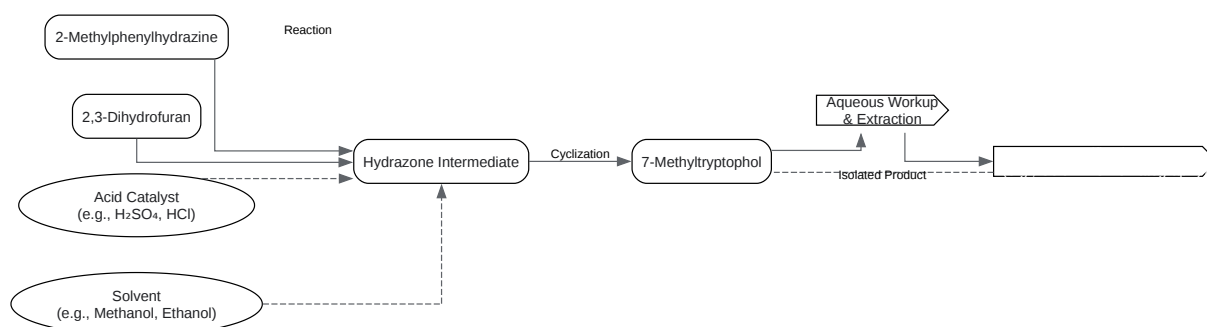 2-Methylphenylhydrazine
Reaction
2,3-Dihydrofuran
Aqueous Workup
& Extraction
Hydrazone Intermediate
Cyclization
7-Methyltryptophol
Isolated Product
Acid Catalyst
(e.g., H₂SO₄, HCl)
Solvent
(e.g., Methanol, Ethanol)